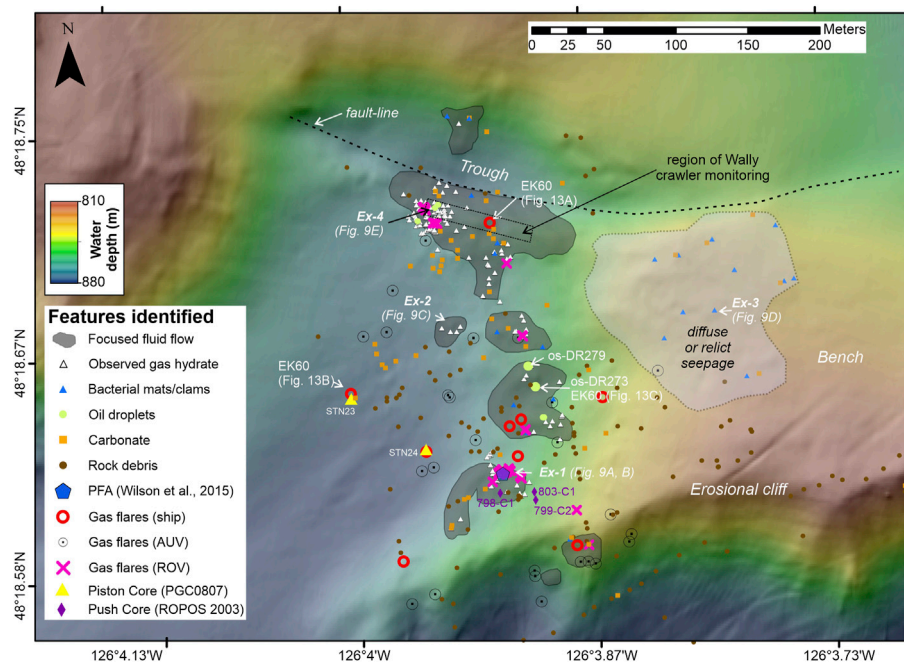 N
Meters
0 25 50 100 150 200
48°18.75'N
48°18.67'N
48°18.58'N
fault-line
Trough
region of Wally
crawler monitoring
EK60
(Fig. 13A)
Ex-4
(Fig. 9E)
810
Water
depth (m)
880
Ex-2
(Fig. 9C)
Ex-3
(Fig. 9D)
diffuse
or relict
seepage
Bench
os-DR279
os-DR273
EK60 (Fig. 13C)
EK60
(Fig. 13B)
STN23
STN24
Ex-1 (Fig. 9A, B)
798-C1
803-C1
799-C2
Erosional cliff
Features identified
Focused fluid flow
Observed gas hydrate
Bacterial mats/clams
Oil droplets
Carbonate
Rock debris
PFA (Wilson et al., 2015)
Gas flares (ship)
Gas flares (AUV)
Gas flares (ROV)
Piston Core (PGC0807)
Push Core (ROPOS 2003)
126°4.13'W
126°4'W
126°3.87'W
126°3.73'W